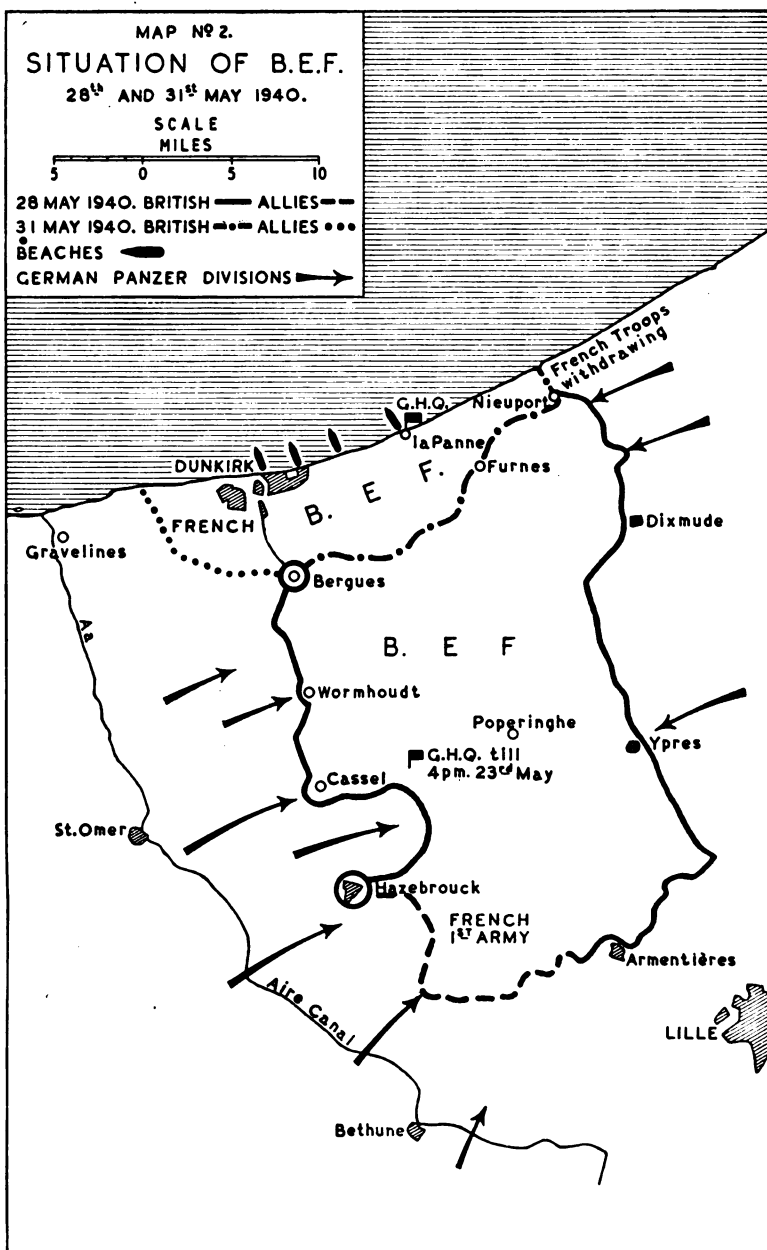 MAP Nº 2.
SITUATION OF B.E.F.
28th AND 31st MAY 1940.
SCALE
MILES
5 0 5 10
28 MAY 1940. BRITISH ALLIES
31 MAY 1940. BRITISH ALLIES
BEACHES
GERMAN PANZER DIVISIONS
French Troops
withdrawing
G.H.Q.
Nieuport
la Panne
DUNKIRK
Furnes
B. E F.
FRENCH
Dixmude
Gravelines
Bergues
Aa
B. E F
Wormhoudt
Poperinghe
Ypres
G.H.Q. till
4pm. 23rd May
Cassel
St.Omer
Hazebrouck
FRENCH
1ST ARMY
Armentières
Aire Canal
LILLE
Bethune